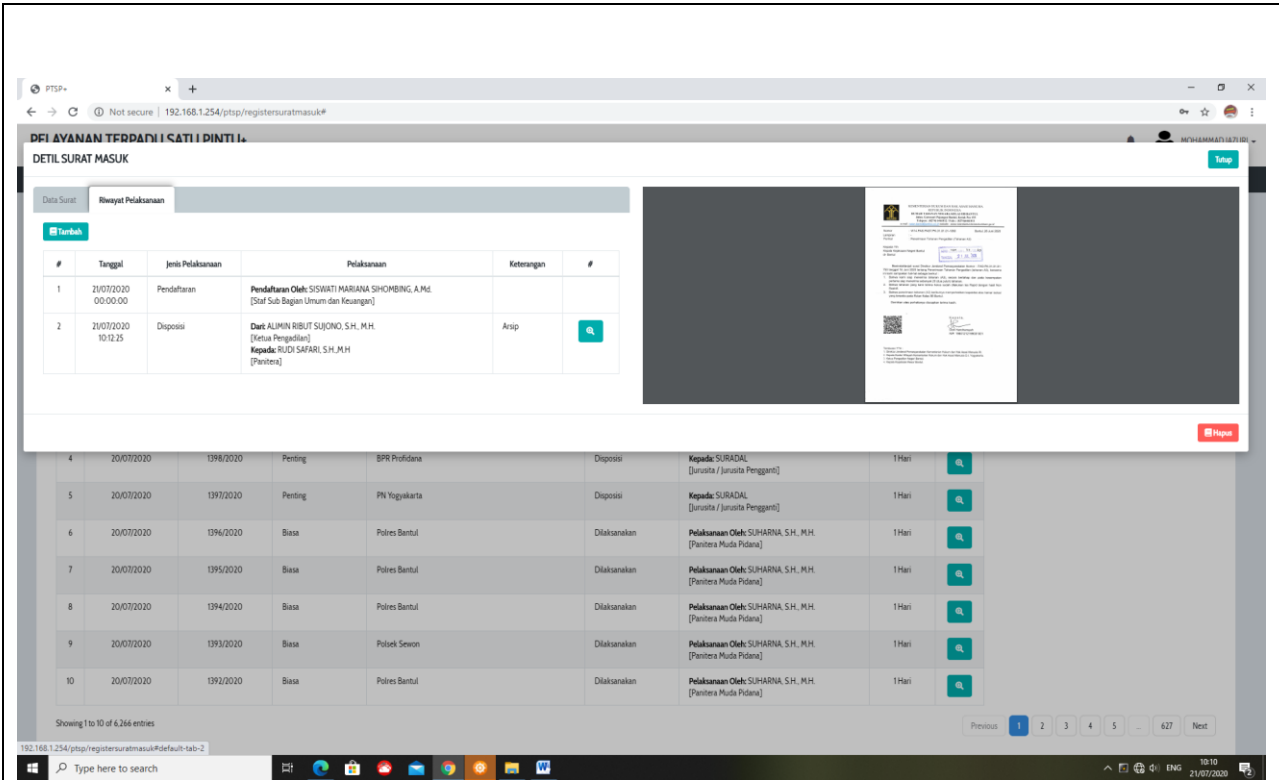 PTSP+
Not secure | 192.168.1.254/ptsp/registersuratmasuk#
PELAYANAN TERPADU SATU PINTU+
MOHAMMAD JAZURI
DETIL SURAT MASUK
Tutup
Data Surat
Riwayat Pelaksanaan
Tambah
# Tanggal Jenis Pelaksanaan Pelaksanaan Keterangan #
1 21/07/2020 Pendaftaran Pendaftaran Oleh: SISWATI MARIANA SIHOMBING, A.Md.
00:00:00 [Staf Sub Bagian Umum dan Keuangan]
2 21/07/2020 Disposisi Dari: ALIMIN RIBUT SUJONO, S.H., M.H. Arsip
10:12:25 [Ketua Pengadilan]
Kepada: RUDI SAFARI, S.H.,M.H
[Panitera]
Hapus
4 20/07/2020 1398/2020 Penting BPR Profidana Disposisi Kepada: SURADAL 1 Hari
[Jurusita / Jurusita Pengganti]
5 20/07/2020 1397/2020 Penting PN Yogyakarta Disposisi Kepada: SURADAL 1 Hari
[Jurusita / Jurusita Pengganti]
6 20/07/2020 1396/2020 Biasa Polres Bantul Dilaksanakan Pelaksanaan Oleh: SUHARNA, S.H., M.H. 1 Hari
[Panitera Muda Pidana]
7 20/07/2020 1395/2020 Biasa Polres Bantul Dilaksanakan Pelaksanaan Oleh: SUHARNA, S.H., M.H. 1 Hari
[Panitera Muda Pidana]
8 20/07/2020 1394/2020 Biasa Polres Bantul Dilaksanakan Pelaksanaan Oleh: SUHARNA, S.H., M.H. 1 Hari
[Panitera Muda Pidana]
9 20/07/2020 1393/2020 Biasa Polsek Sewon Dilaksanakan Pelaksanaan Oleh: SUHARNA, S.H., M.H. 1 Hari
[Panitera Muda Pidana]
10 20/07/2020 1392/2020 Biasa Polres Bantul Dilaksanakan Pelaksanaan Oleh: SUHARNA, S.H., M.H. 1 Hari
[Panitera Muda Pidana]
Showing 1 to 10 of 6,266 entries
Previous 1 2 3 4 5 ... 627 Next
192.168.1.254/ptsp/registersuratmasuk#default-tab-2
Type here to search
ENG
10:10
21/07/2020